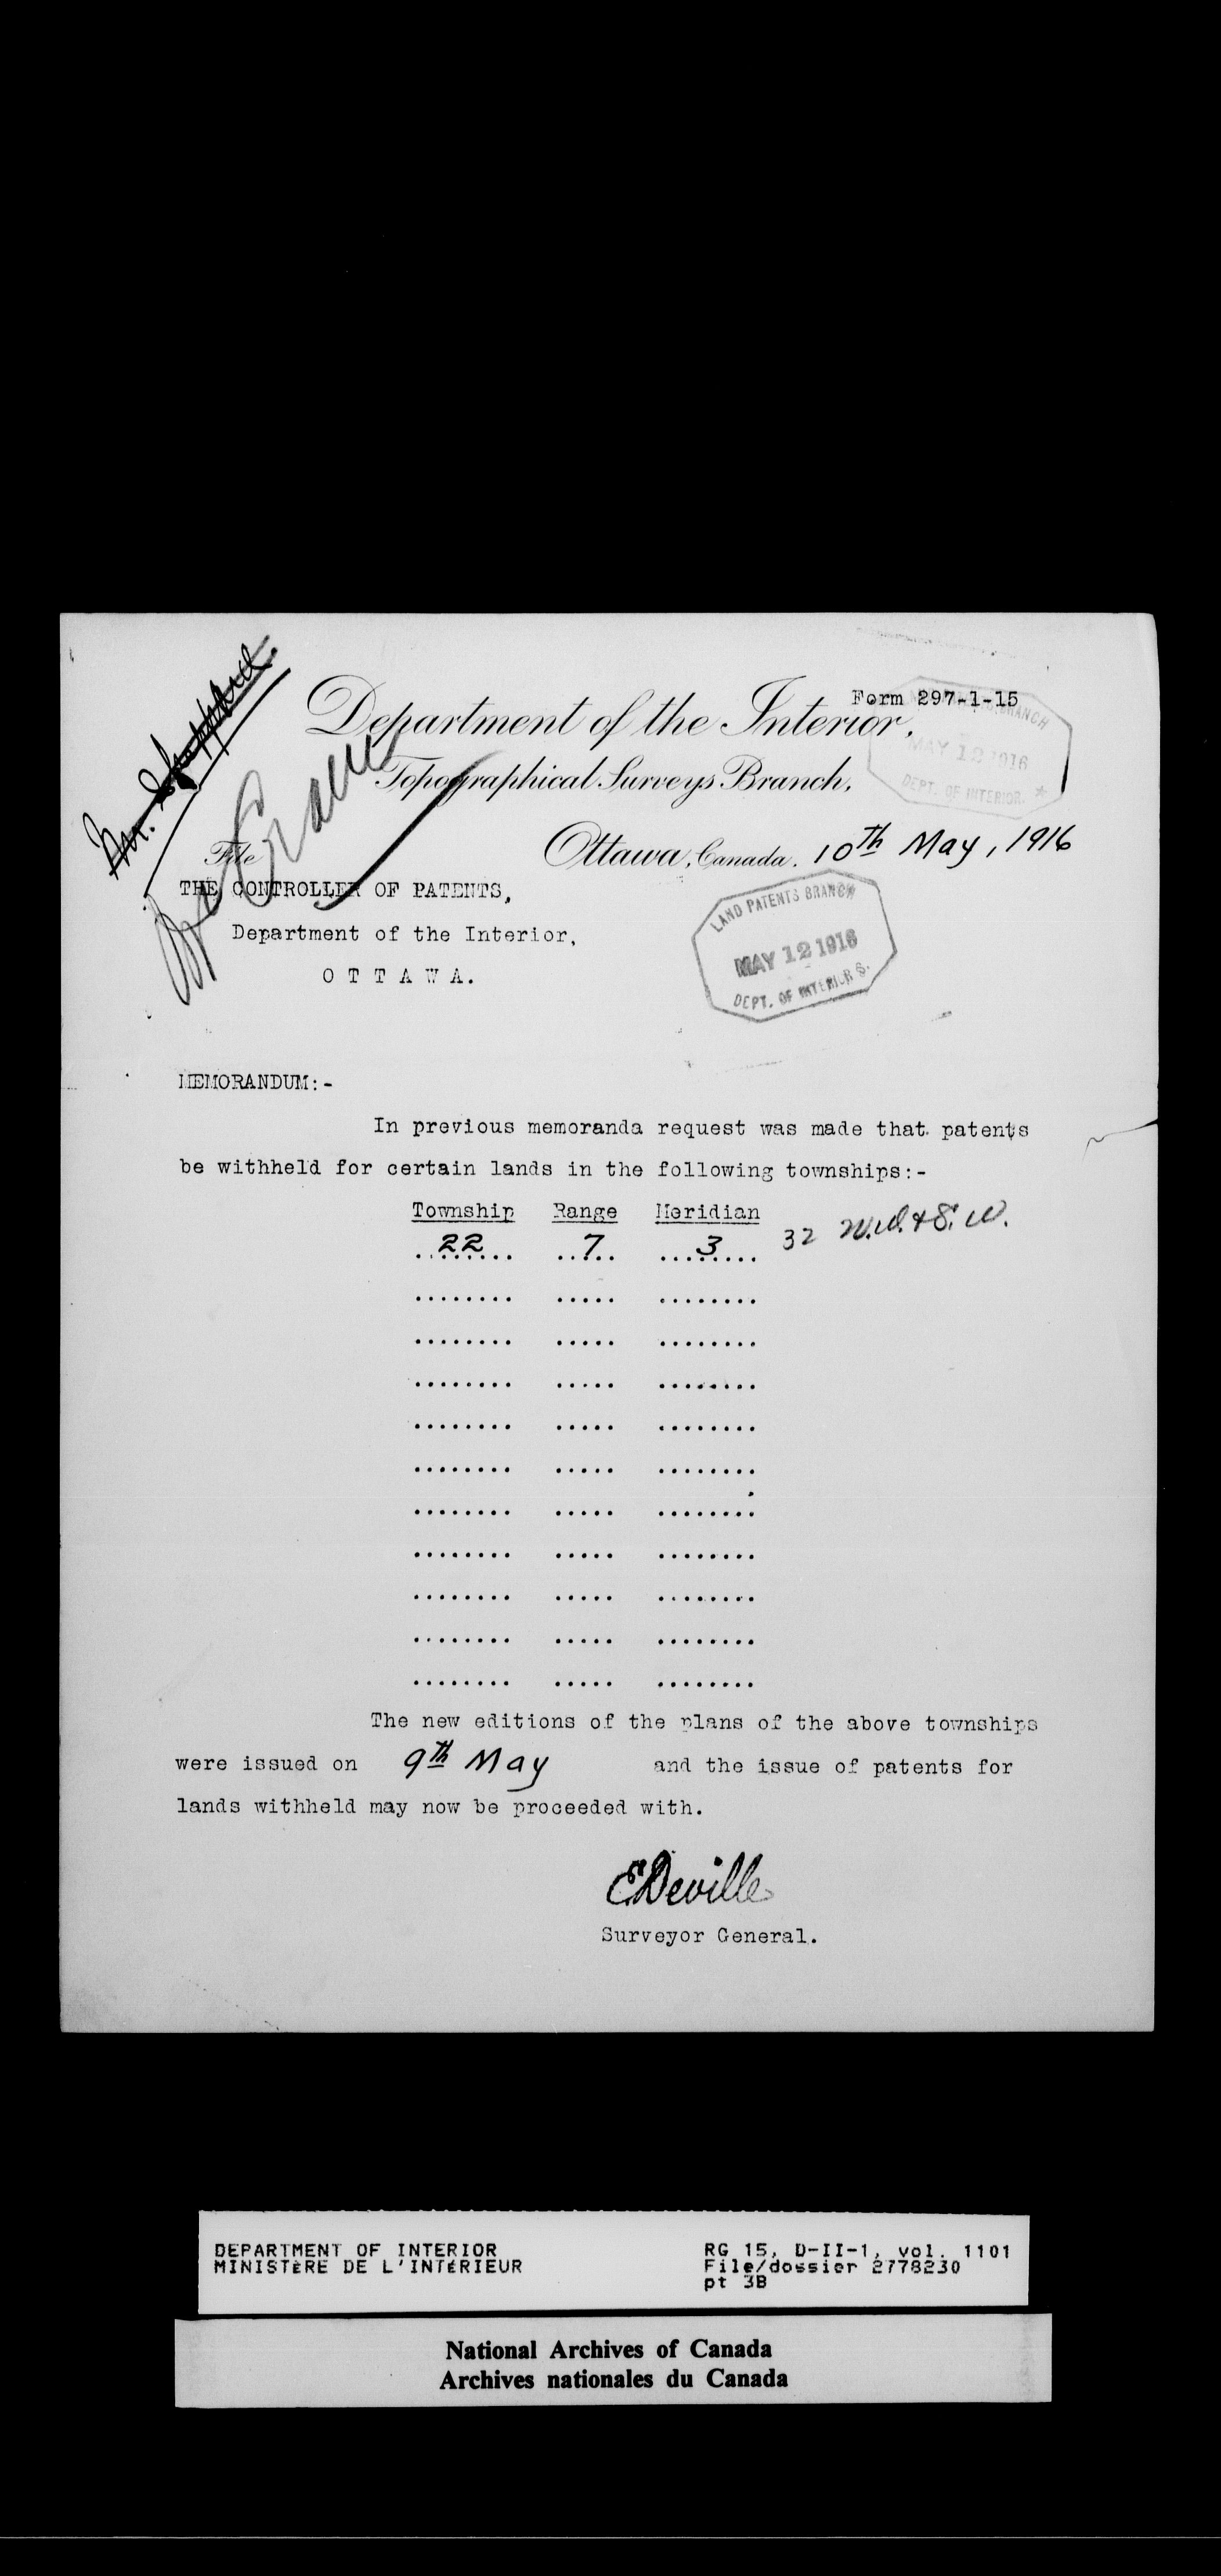 Form 297-1-15
Department of the Interior,
Topographical Surveys Branch,
BRANCH
MAY 12 1916
DEPT. OF INTERIOR. *
Mr.
File
Ottawa, Canada. 10th May, 1916
THE CONTROLLER OF PATENTS,
Department of the Interior,
O T T A W A.
LAND PATENTS BRANCH
MAY 12 1916
DEPT. OF INTERIOR
MEMORANDUM:-
In previous memoranda request was made that patents
be withheld for certain lands in the following townships:-
Township Range Meridian
22 7 3 32 N.W. & S.W.
The new editions of the plans of the above townships
were issued on 9th May and the issue of patents for
lands withheld may now be proceeded with.
E Deville
Surveyor General.
DEPARTMENT OF INTERIOR RG 15, D-II-1, vol. 1101
MINISTÈRE DE L'INTÉRIEUR File/dossier 2778230
pt 3B
National Archives of Canada
Archives nationales du Canada